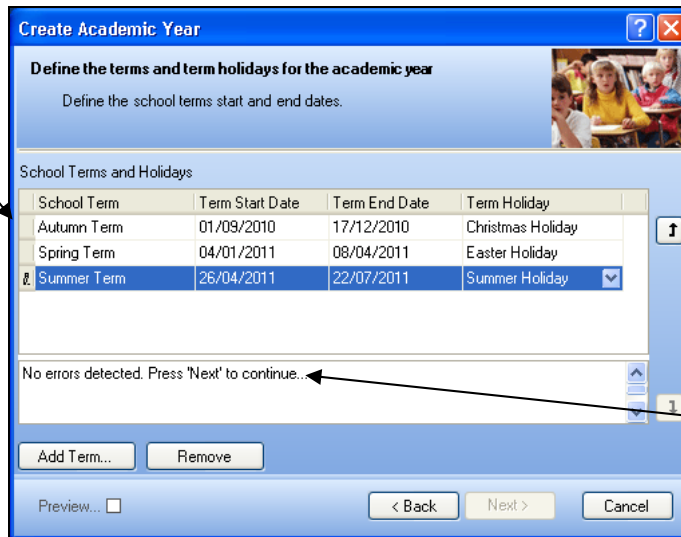 Create Academic Year
Define the terms and term holidays for the academic year
Define the school terms start and end dates.
School Terms and Holidays
School Term Term Start Date Term End Date Term Holiday
Autumn Term 01/09/2010 17/12/2010 Christmas Holiday
Spring Term 04/01/2011 08/04/2011 Easter Holiday
Summer Term 26/04/2011 22/07/2011 Summer Holiday
No errors detected. Press 'Next' to continue...
Add Term... Remove
Preview... < Back Next > Cancel